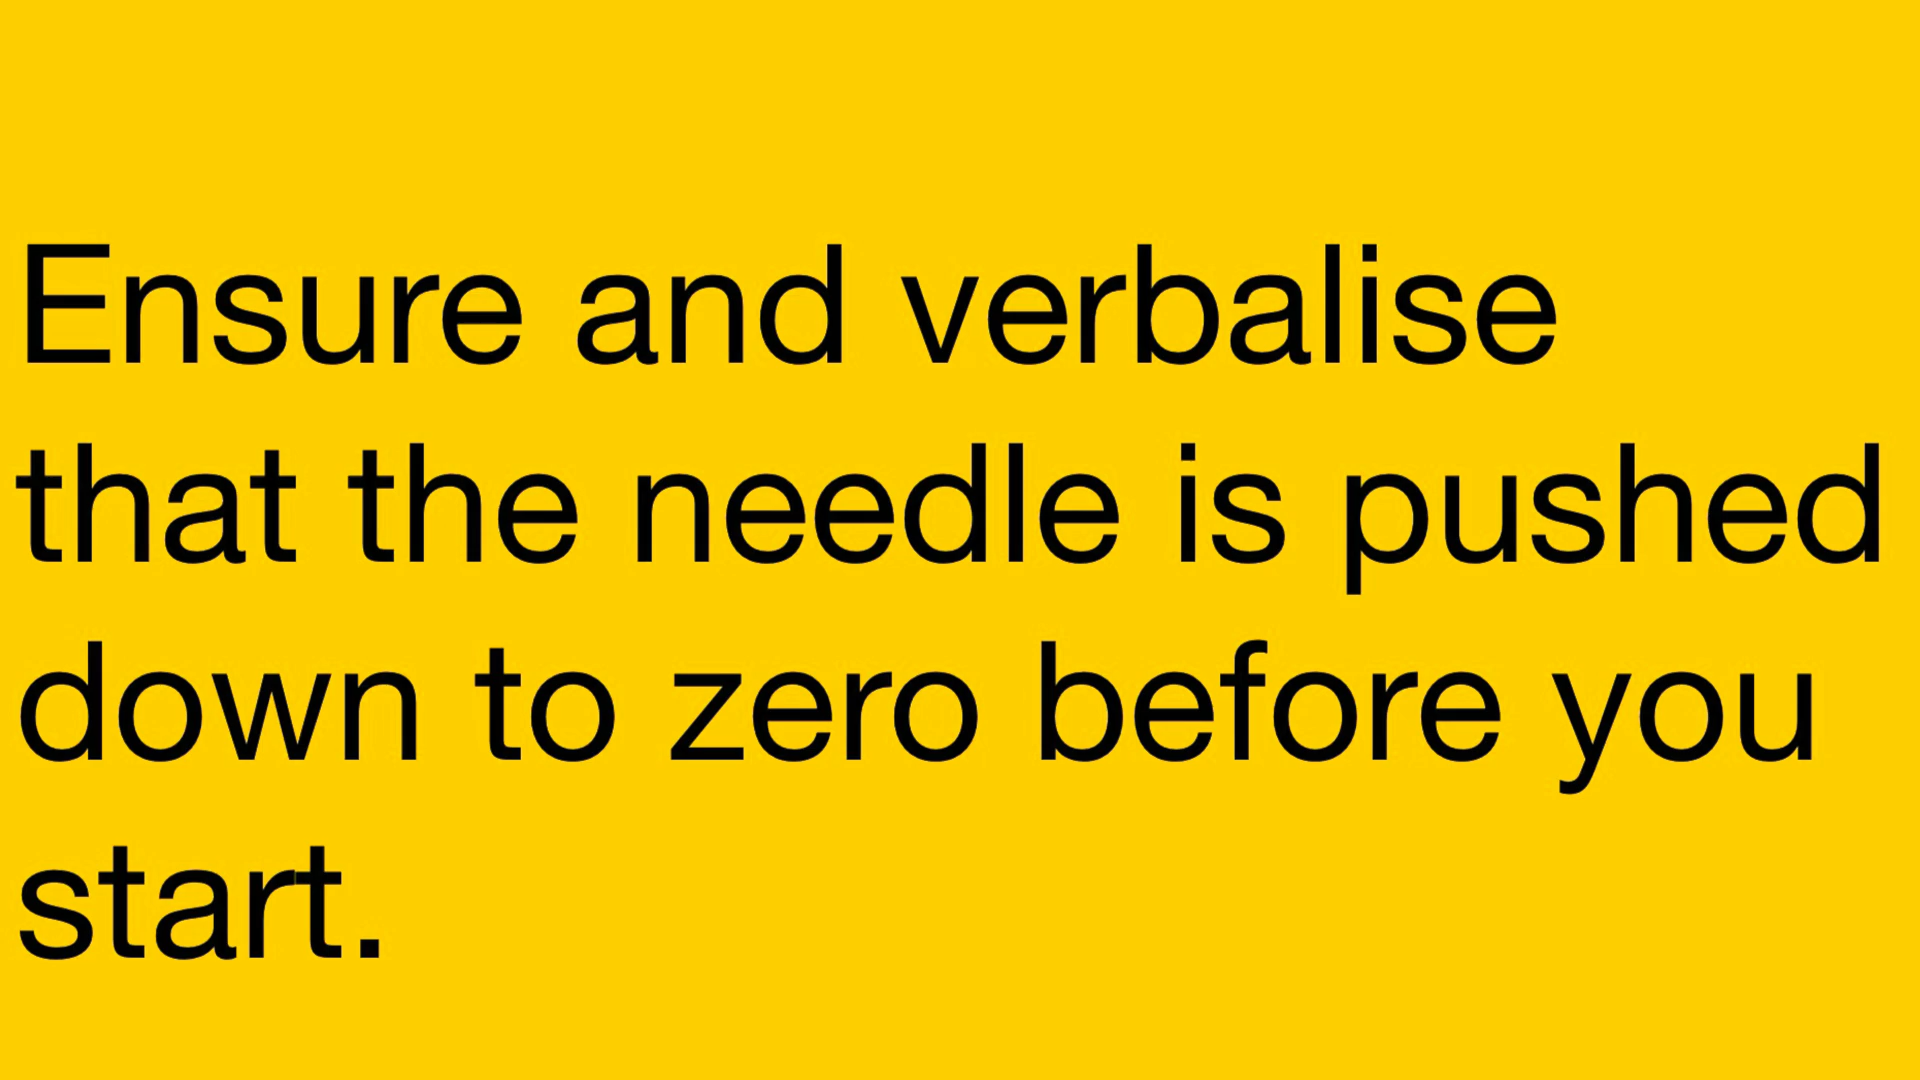 Ensure and verbalise
that the needle is pushed
down to zero before you
start.